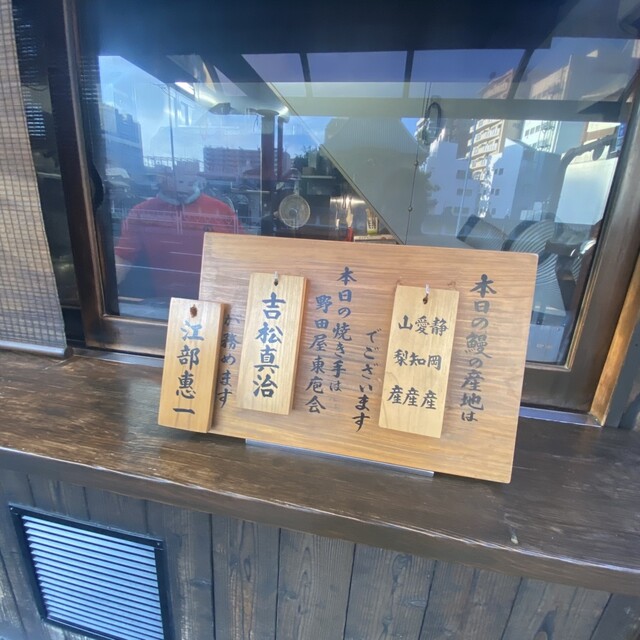 本日の鰻の産地は
静岡産
愛知産
山梨産
でございます
本日の焼き手は
野田屋東庖会
吉松真治
江部惠一
務めます